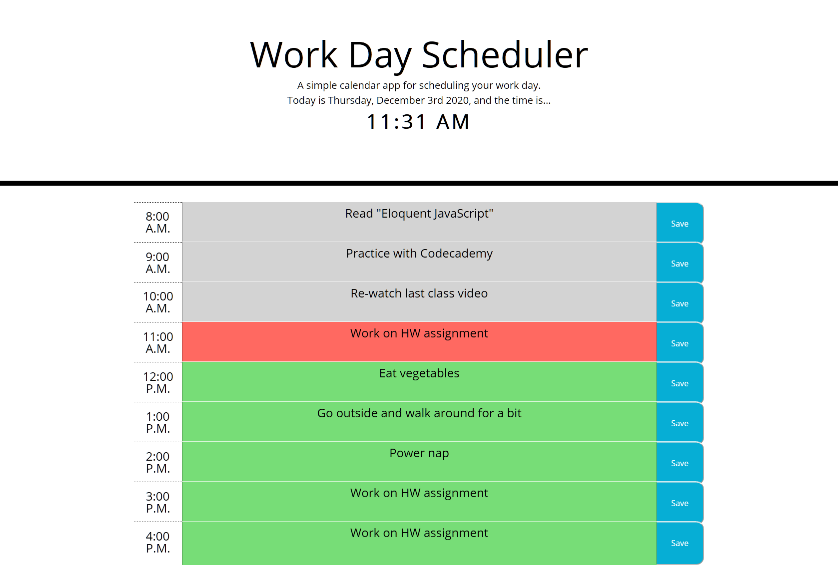 Work Day Scheduler
A simple calendar app for scheduling your work day.
Today is Thursday, December 3rd 2020, and the time is...
11:31 AM
8:00
A.M.
Read "Eloquent JavaScript"
Save
9:00
A.M.
Practice with Codecademy
Save
10:00
A.M.
Re-watch last class video
Save
11:00
A.M.
Work on HW assignment
Save
12:00
P.M.
Eat vegetables
Save
1:00
P.M.
Go outside and walk around for a bit
Save
2:00
P.M.
Power nap
Save
3:00
P.M.
Work on HW assignment
Save
4:00
P.M.
Work on HW assignment
Save